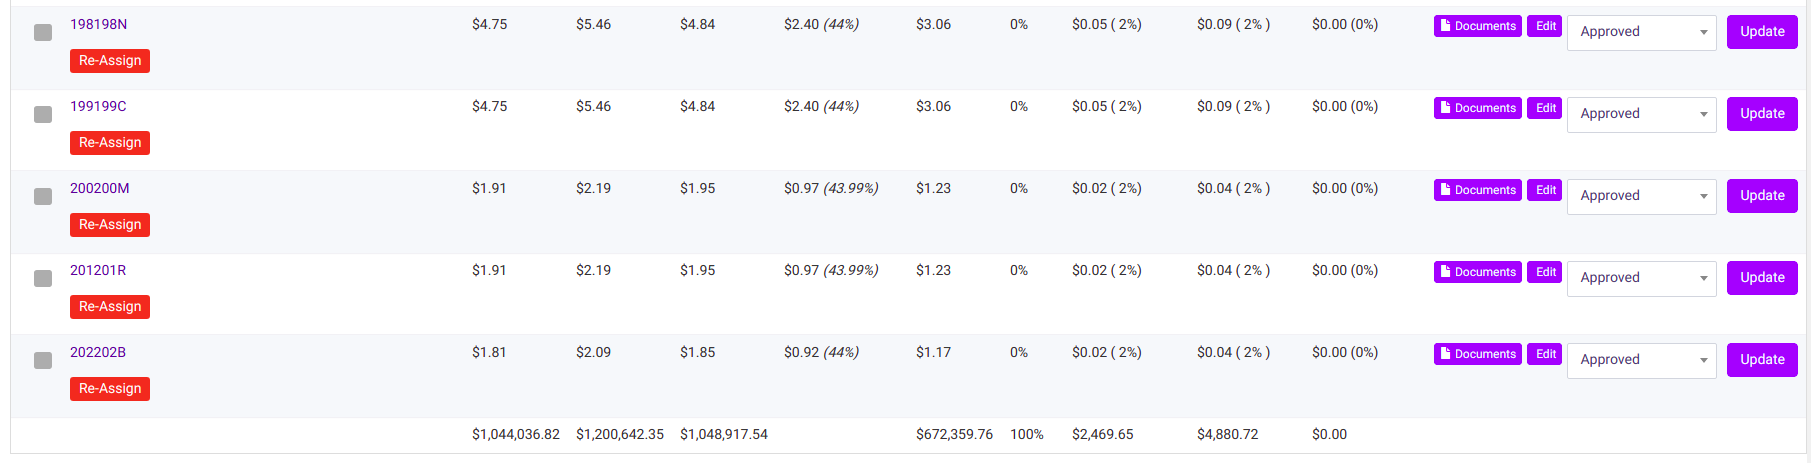 198198N $4.75 $5.46 $4.84 $2.40 (44%) $3.06 0% $0.05 ( 2%) $0.09 ( 2% ) $0.00 (0%) Documents Edit Approved Update
Re-Assign
199199C $4.75 $5.46 $4.84 $2.40 (44%) $3.06 0% $0.05 ( 2%) $0.09 ( 2% ) $0.00 (0%) Documents Edit Approved Update
Re-Assign
200200M $1.91 $2.19 $1.95 $0.97 (43.99%) $1.23 0% $0.02 ( 2%) $0.04 ( 2% ) $0.00 (0%) Documents Edit Approved Update
Re-Assign
201201R $1.91 $2.19 $1.95 $0.97 (43.99%) $1.23 0% $0.02 ( 2%) $0.04 ( 2% ) $0.00 (0%) Documents Edit Approved Update
Re-Assign
202202B $1.81 $2.09 $1.85 $0.92 (44%) $1.17 0% $0.02 ( 2%) $0.04 ( 2% ) $0.00 (0%) Documents Edit Approved Update
Re-Assign
$1,044,036.82 $1,200,642.35 $1,048,917.54 $672,359.76 100% $2,469.65 $4,880.72 $0.00